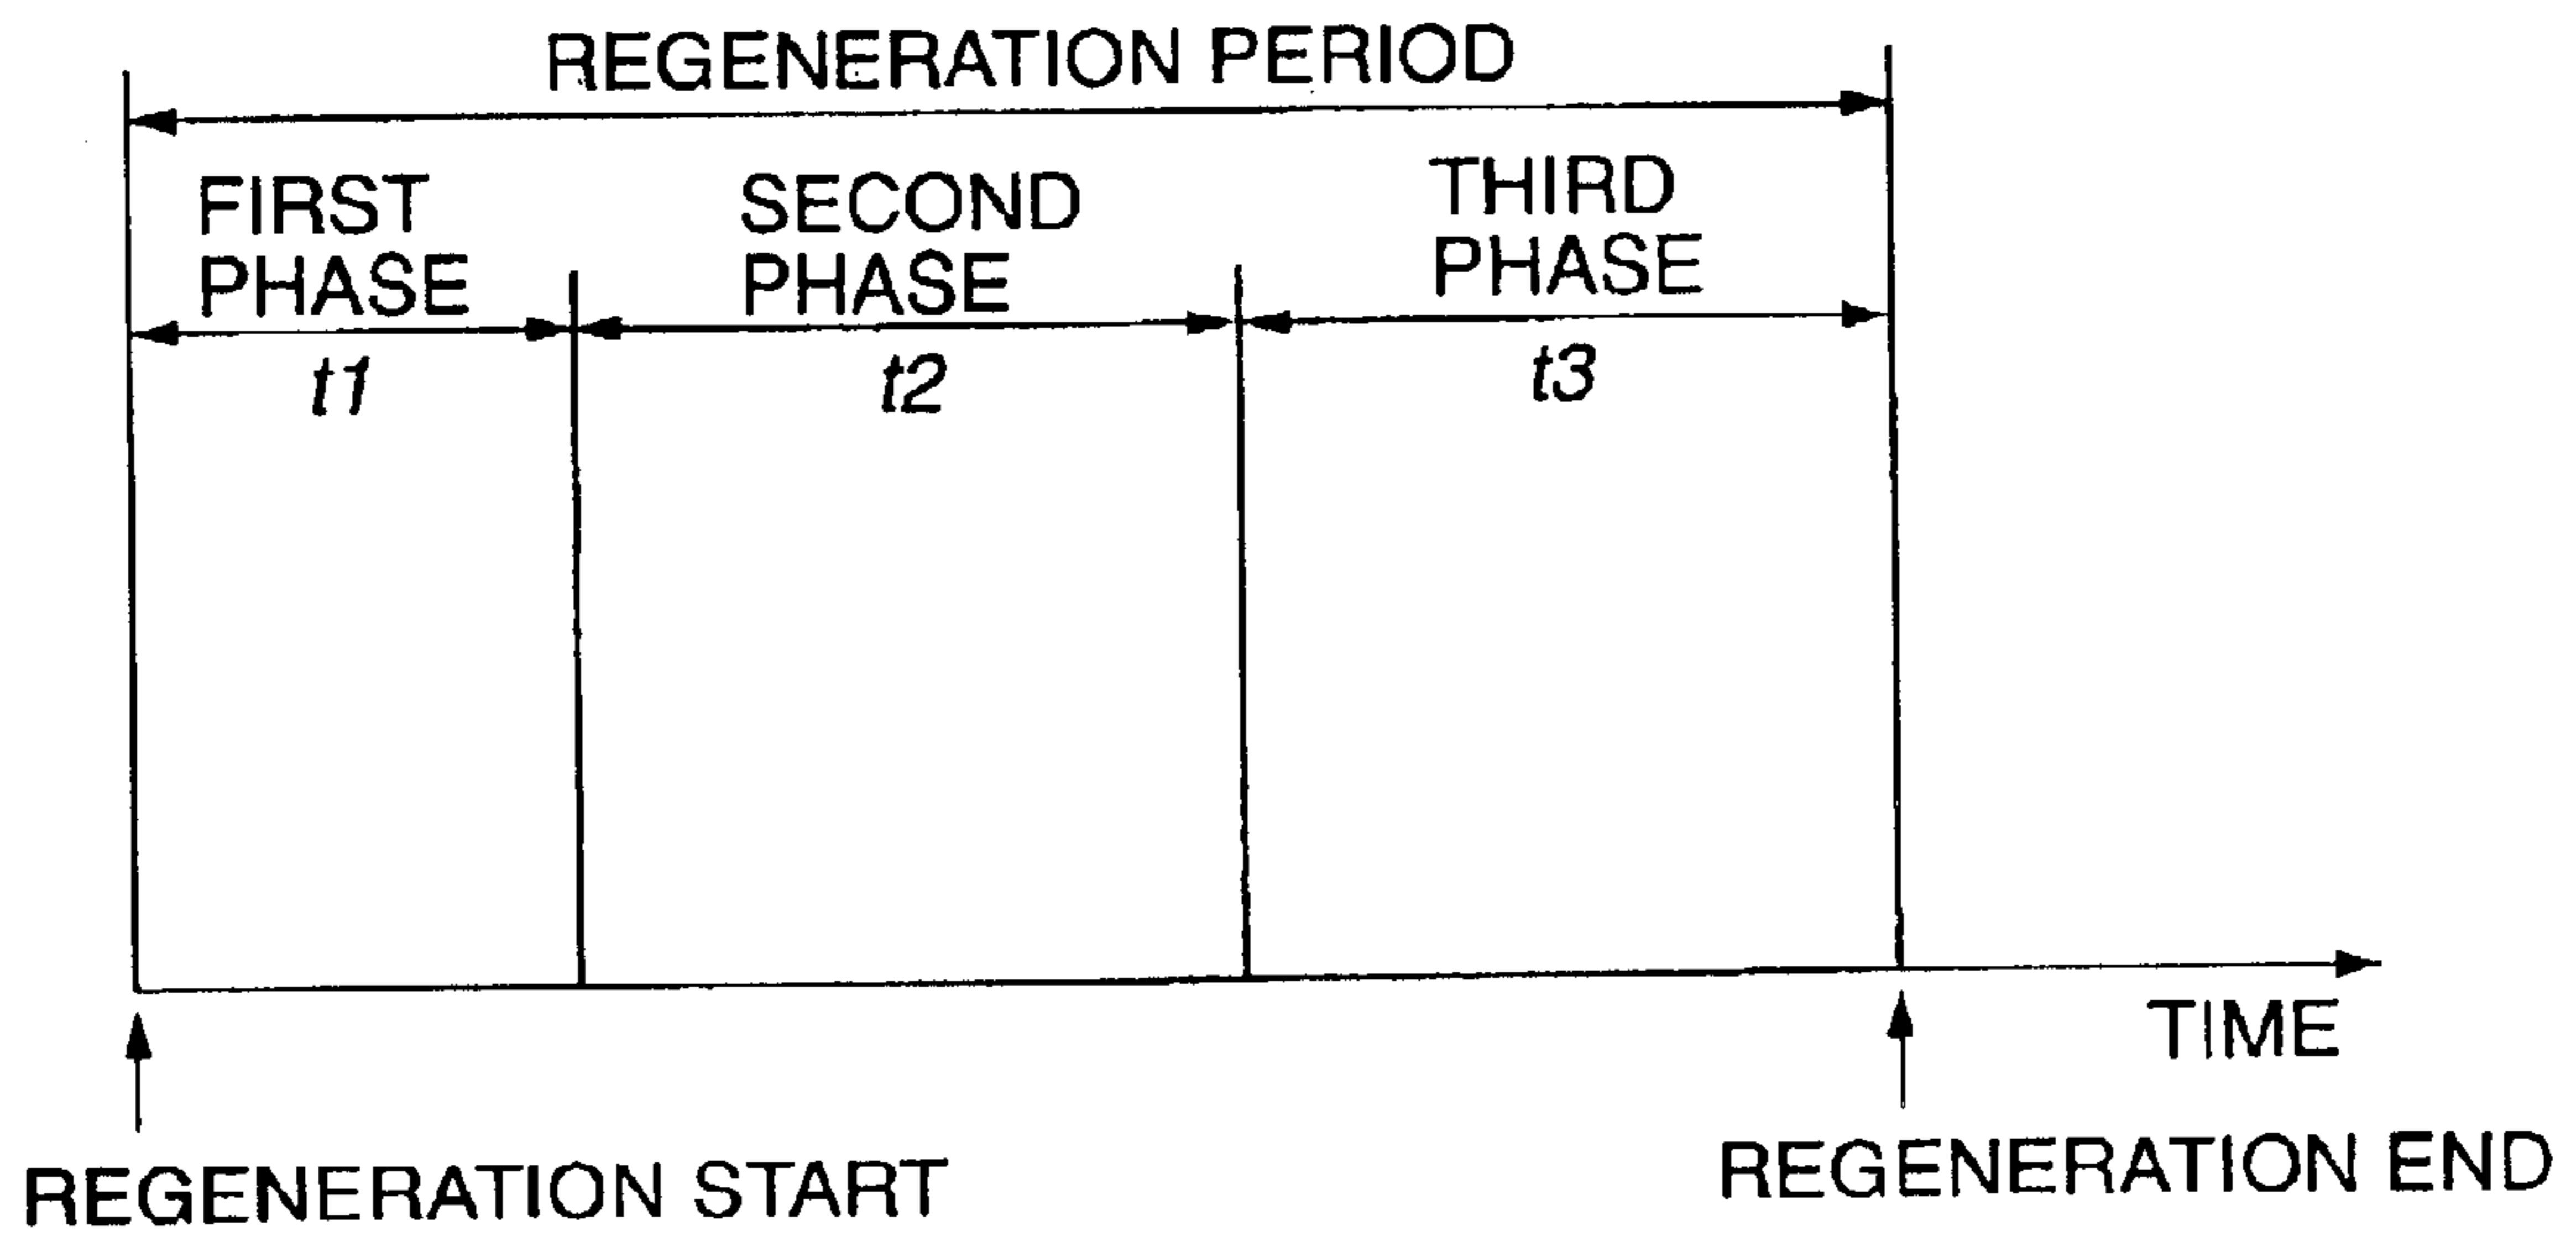 REGENERATION PERIOD
FIRST
PHASE
t1
SECOND
PHASE
t2
THIRD
PHASE
t3
TIME
REGENERATION START
REGENERATION END